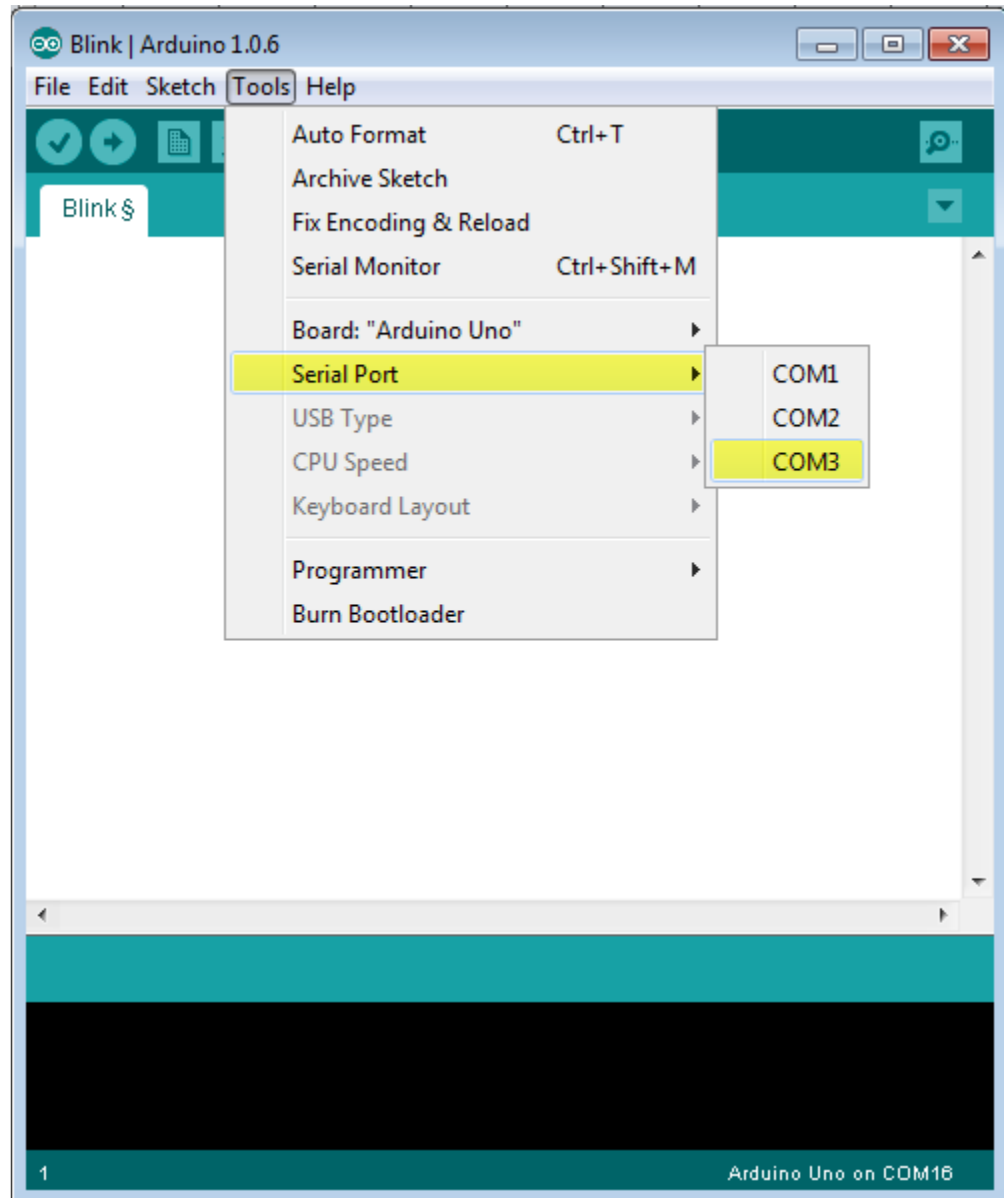 Blink | Arduino 1.0.6
File Edit Sketch Tools Help
Auto Format Ctrl+T
Archive Sketch
Blink §
Fix Encoding & Reload
Serial Monitor Ctrl+Shift+M
Board: "Arduino Uno"
Serial Port
COM1
USB Type
COM2
CPU Speed
COM3
Keyboard Layout
Programmer
Burn Bootloader
1 Arduino Uno on COM16